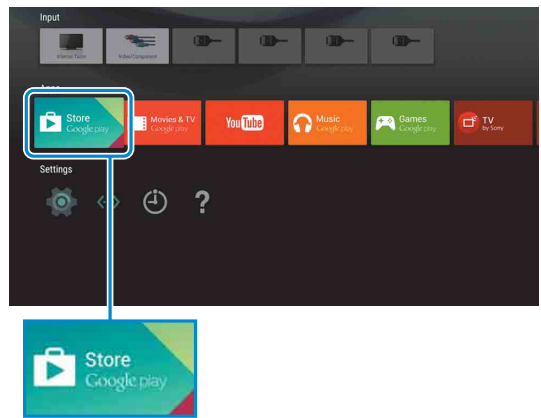 Input
Internal Tuner
Video/Component
Apps
Store
Google play
Movies & TV
Google play
YouTube
Music
Google play
Games
Google play
TV
by Sony
Settings
?
Store
Google play